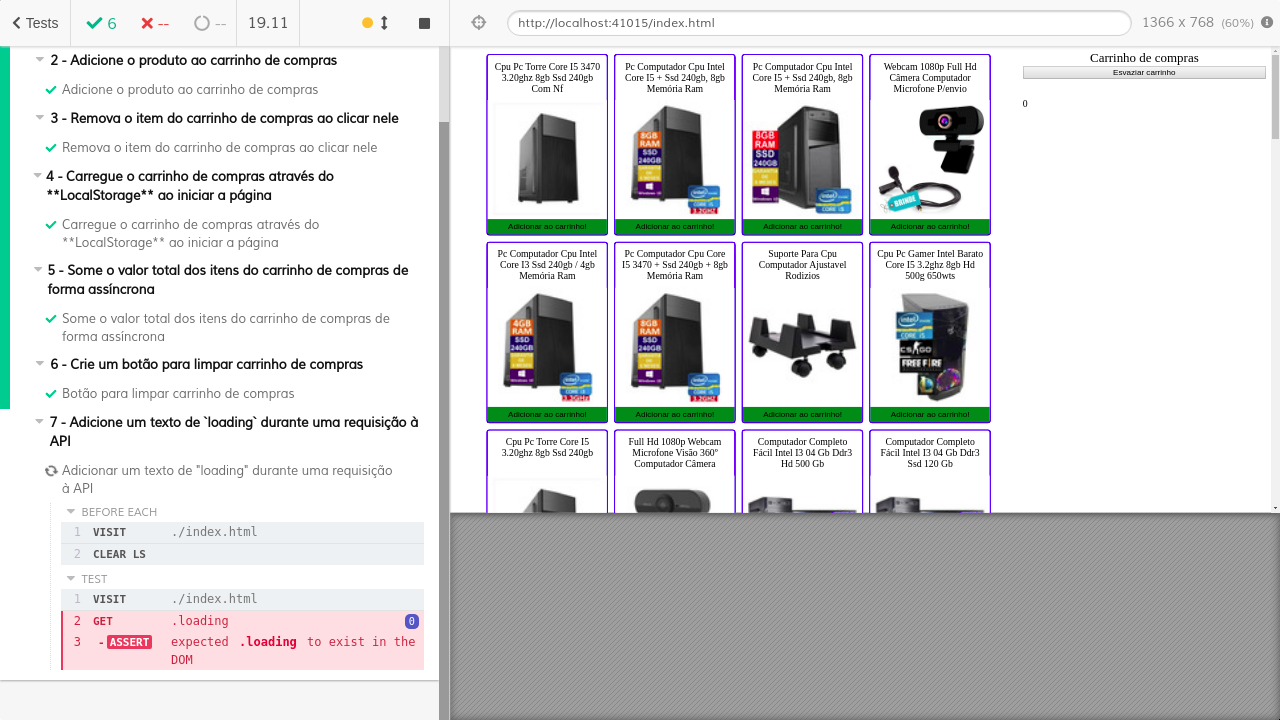 Tests
6
--
--
19.11
http://localhost:41015/index.html
1366 x 768 (60%)
2 - Adicione o produto ao carrinho de compras
Adicione o produto ao carrinho de compras
3 - Remova o item do carrinho de compras ao clicar nele
Remova o item do carrinho de compras ao clicar nele
4 - Carregue o carrinho de compras através do
**LocalStorage** ao iniciar a página
Carregue o carrinho de compras através do
**LocalStorage** ao iniciar a página
5 - Some o valor total dos itens do carrinho de compras de
forma assíncrona
Some o valor total dos itens do carrinho de compras de
forma assíncrona
6 - Crie um botão para limpar carrinho de compras
Botão para limpar carrinho de compras
7 - Adicione um texto de `loading` durante uma requisição à
API
Adicionar um texto de "loading" durante uma requisição
à API
BEFORE EACH
1 VISIT ./index.html
2 CLEAR LS
TEST
1 VISIT ./index.html
2 GET .loading 0
3 -ASSERT expected .loading to exist in the
DOM
Cpu Pc Torre Core I5 3470
3.20ghz 8gb Ssd 240gb
Com Nf
Adicionar ao carrinho!
Pc Computador Cpu Intel
Core I5 + Ssd 240gb, 8gb
Memória Ram
8GB
RAM
SSD
240GB
Adicionar ao carrinho!
Pc Computador Cpu Intel
Core I5 + Ssd 240gb, 8gb
Memória Ram
8GB
RAM
SSD
240GB
Adicionar ao carrinho!
Webcam 1080p Full Hd
Câmera Computador
Microfone P/envio
BRINDE
Adicionar ao carrinho!
Pc Computador Cpu Intel
Core I3 Ssd 240gb / 4gb
Memória Ram
4GB
RAM
SSD
240GB
Adicionar ao carrinho!
Pc Computador Cpu Core
I5 3470 + Ssd 240gb + 8gb
Memória Ram
8GB
RAM
SSD
240GB
Adicionar ao carrinho!
Suporte Para Cpu
Computador Ajustavel
Rodizios
Adicionar ao carrinho!
Cpu Pc Gamer Intel Barato
Core I5 3.2ghz 8gb Hd
500g 650wts
CS:GO
FREE FIRE
Adicionar ao carrinho!
Cpu Pc Torre Core I5
3.20ghz 8gb Ssd 240gb
Full Hd 1080p Webcam
Microfone Visão 360º
Computador Câmera
Computador Completo
Fácil Intel I3 04 Gb Ddr3
Hd 500 Gb
Computador Completo
Fácil Intel I3 04 Gb Ddr3
Ssd 120 Gb
Carrinho de compras
Esvaziar carrinho
0